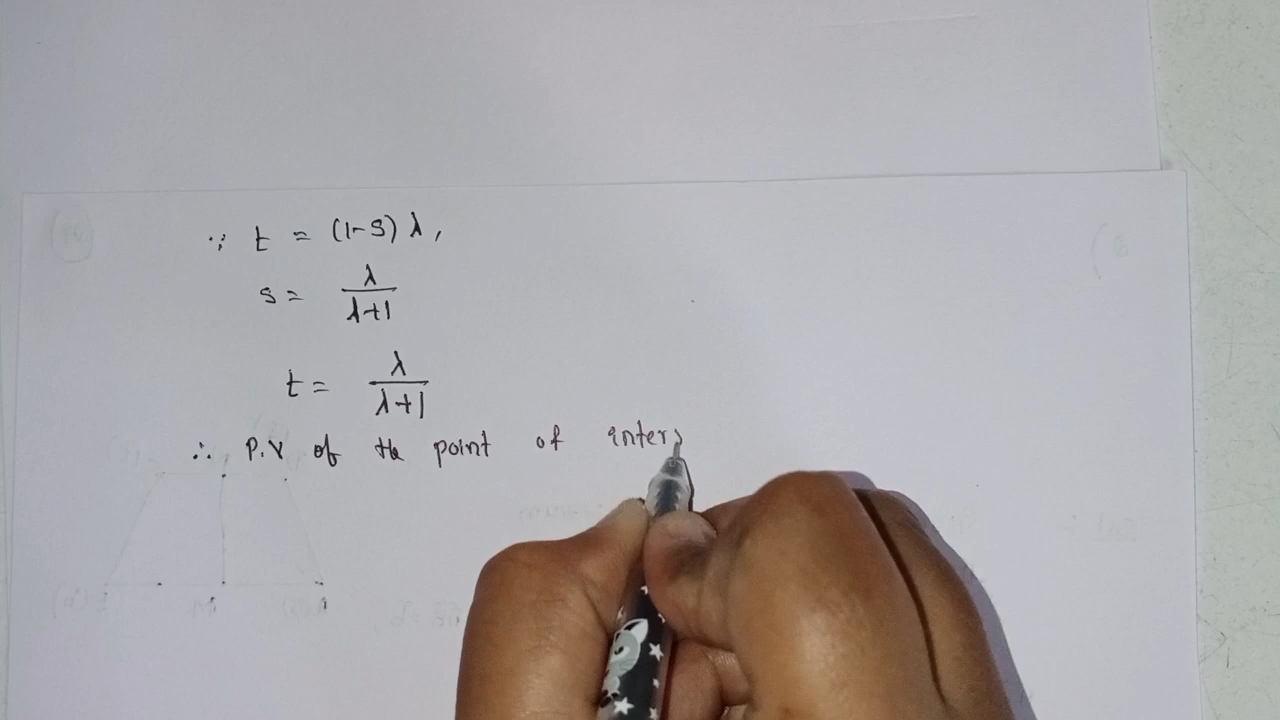 ∵ t = (1-s) λ,
s = λ/(λ+1)
t = λ/(λ+1)
∴ P.V of the point of inters